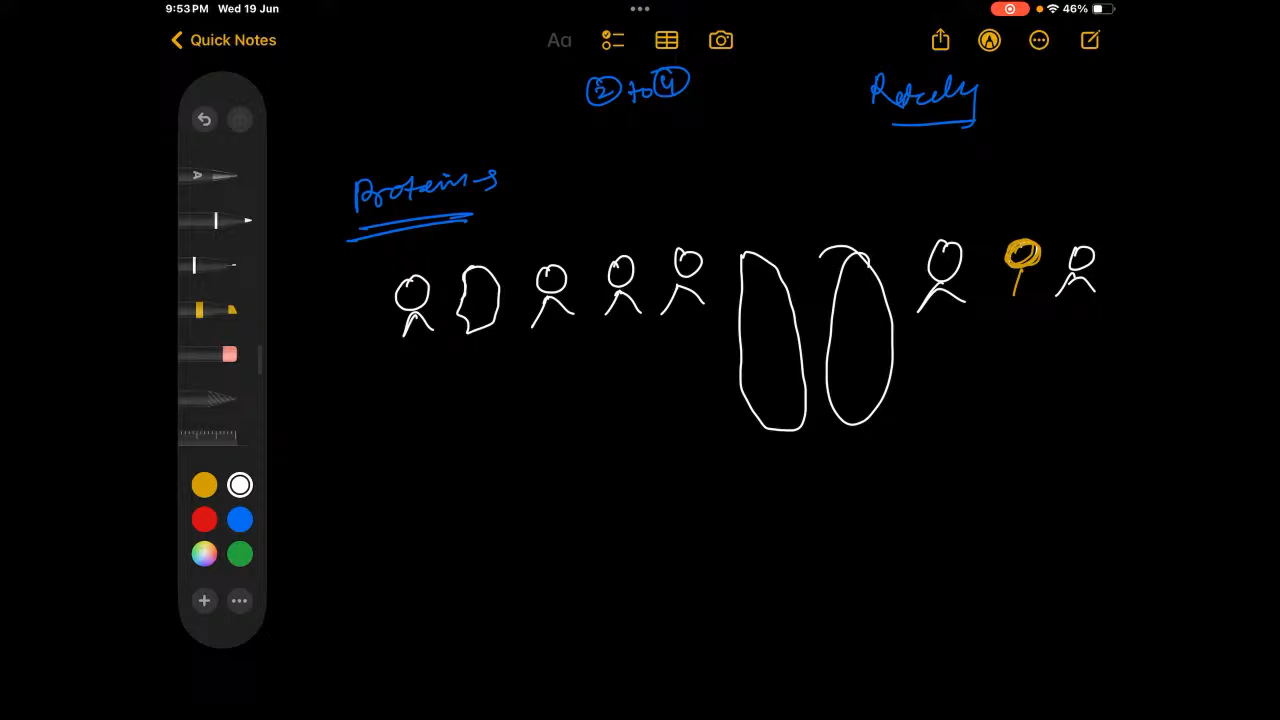 9:53 PM Wed 19 Jun
46%
Quick Notes
Aa
② to ④
Rarely
Proteins
A